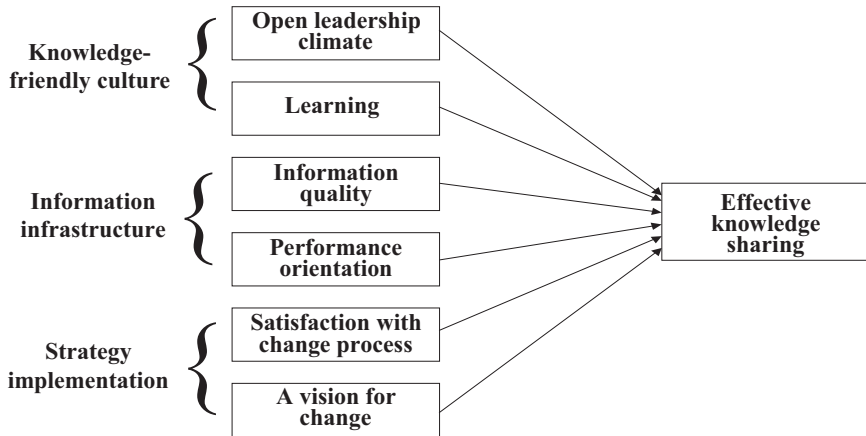 Knowledge-
friendly culture
Open leadership
climate
Learning
Information
infrastructure
Information
quality
Performance
orientation
Strategy
implementation
Satisfaction with
change process
A vision for
change
Effective
knowledge
sharing